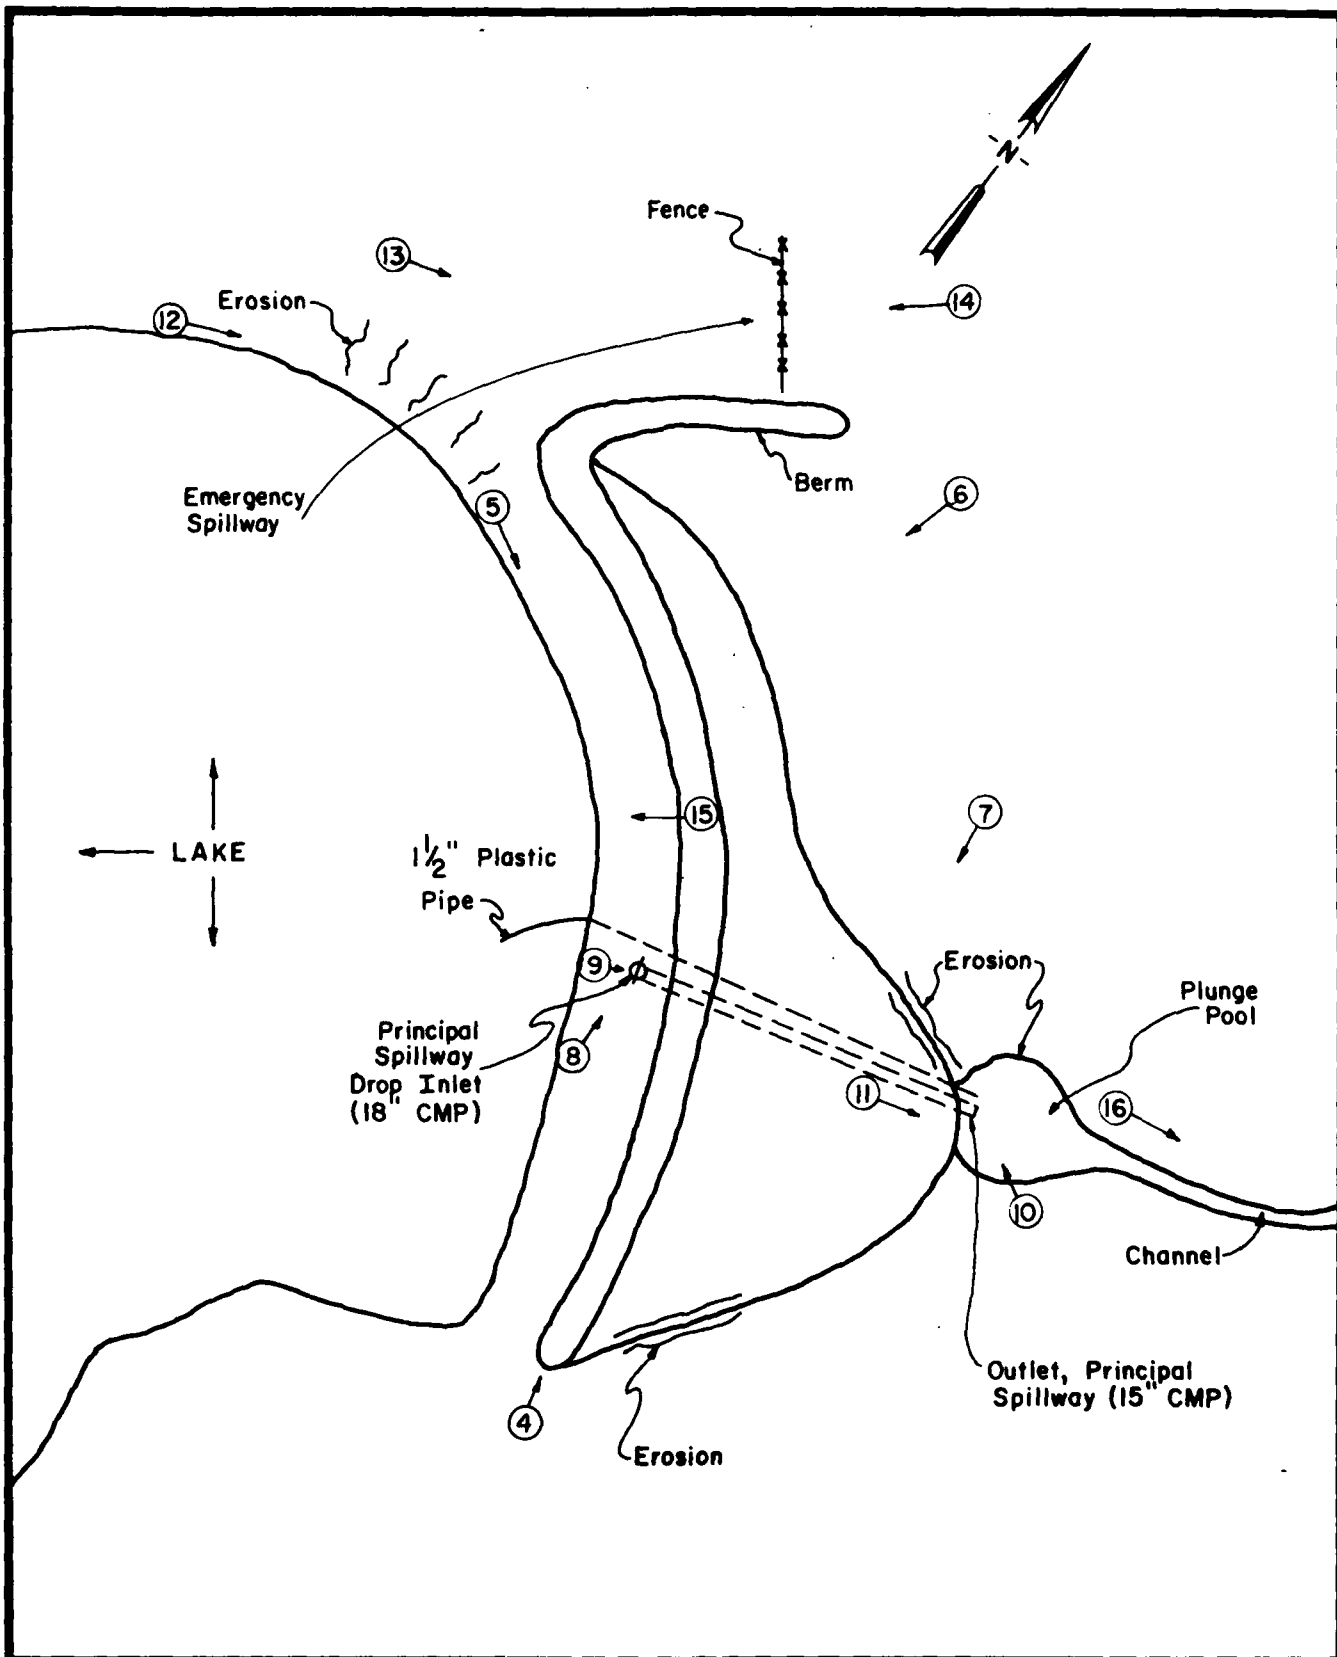 N
Fence
13
Erosion
14
12
Berm
6
Emergency
Spillway
5
7
15
LAKE
1½" Plastic
Pipe
9
Erosion
Plunge
Pool
Principal
Spillway
Drop Inlet
(18" CMP)
8
11
16
10
Channel
Outlet, Principal
Spillway (15" CMP)
4
Erosion